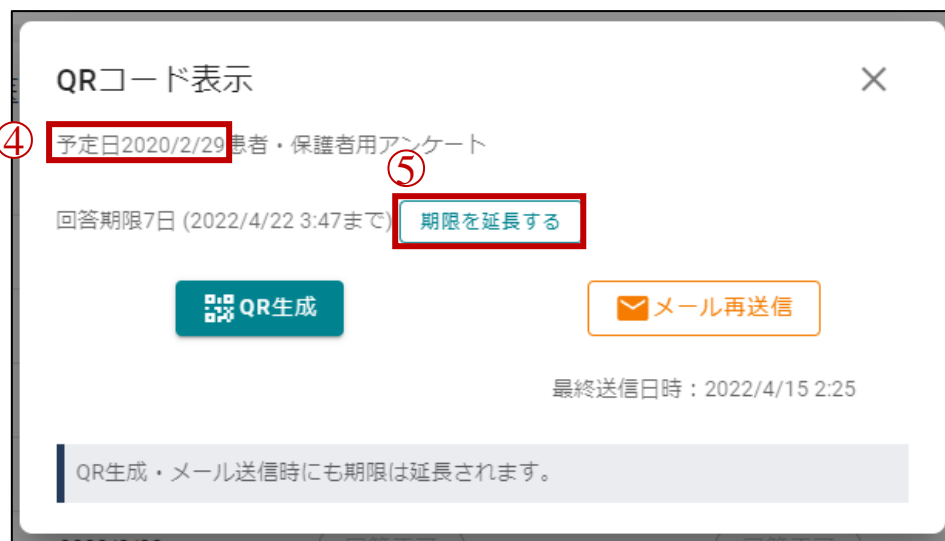 QRコード表示
④ 予定日2020/2/29患者・保護者用アンケート
⑤
回答期限7日 (2022/4/22 3:47まで) 期限を延長する
QR生成 メール再送信
最終送信日時：2022/4/15 2:25
QR生成・メール送信時にも期限は延長されます。